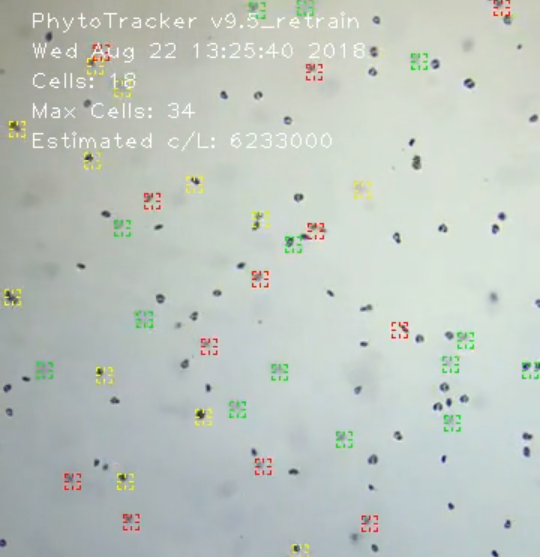 PhytoTracker v9.5_retrain
Wed Aug 22 13:25:40 2018
Cells: 18
Max Cells: 34
Estimated c/L: 6233000